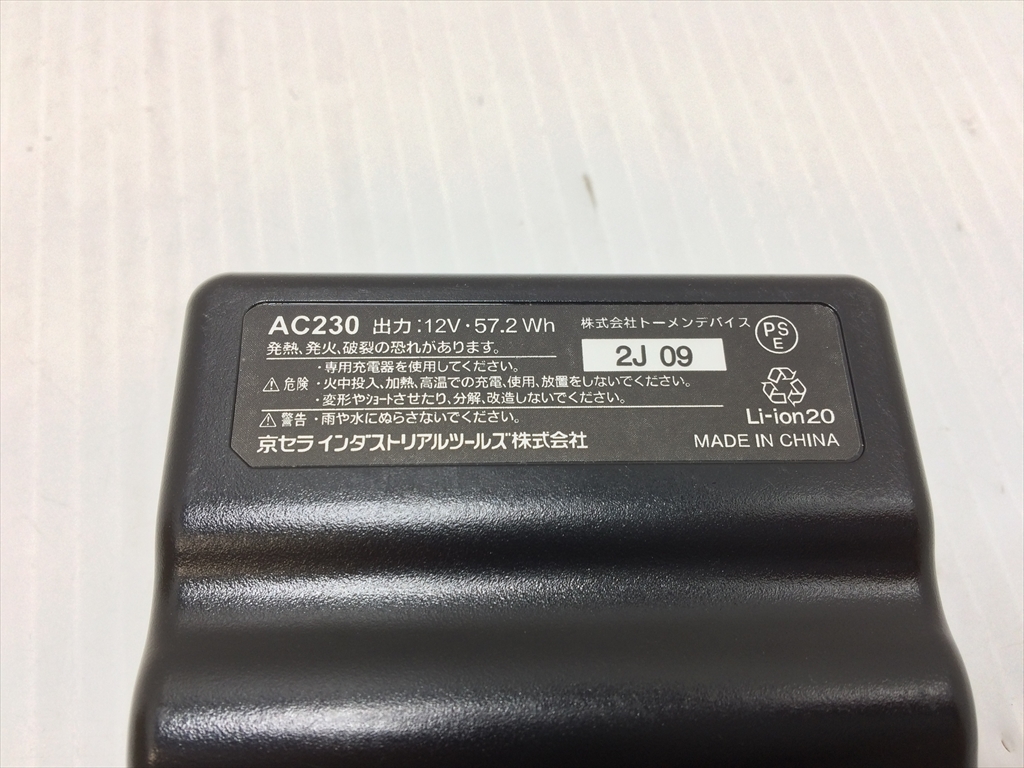 AC230 出力:12V・57.2Wh
株式会社トーメンデバイス
PSE
2J 09
発熱、発火、破裂の恐れがあります。
・専用充電器を使用してください。
危険 ・火中投入、加熱、高温での充電、使用、放置をしないでください。
・変形やｼｮｰﾄさせたり、分解、改造しないでください。
警告 ・雨や水にぬらさないでください。
Li-ion20
京セラ インダストリアルツールズ株式会社
MADE IN CHINA